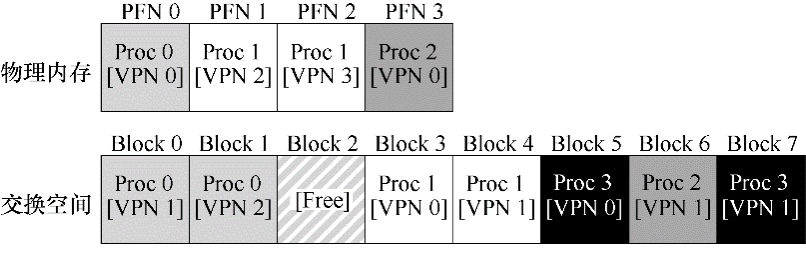 PFN 0 PFN 1 PFN 2 PFN 3
物理内存
Proc 0 Proc 1 Proc 1 Proc 2
[VPN 0] [VPN 2] [VPN 3] [VPN 0]
Block 0 Block 1 Block 2 Block 3 Block 4 Block 5 Block 6 Block 7
交换空间
Proc 0 Proc 0 [Free] Proc 1 Proc 1 Proc 3 Proc 2 Proc 3
[VPN 1] [VPN 2] [VPN 0] [VPN 1] [VPN 0] [VPN 1] [VPN 1]